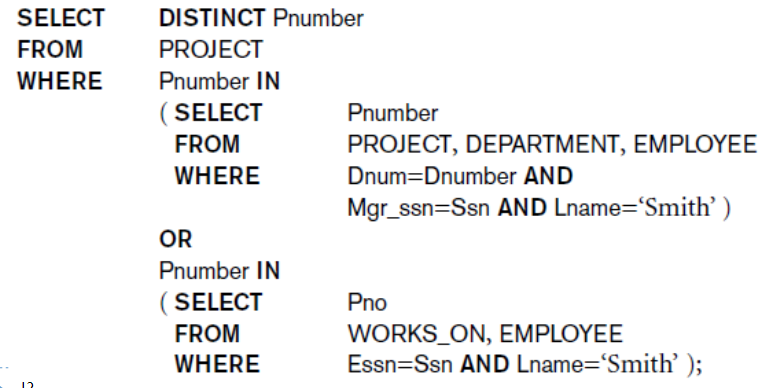 SELECT DISTINCT Pnumber
FROM PROJECT
WHERE Pnumber IN
( SELECT Pnumber
FROM PROJECT, DEPARTMENT, EMPLOYEE
WHERE Dnum=Dnumber AND
Mgr_ssn=Ssn AND Lname=‘Smith’ )
OR
Pnumber IN
( SELECT Pno
FROM WORKS_ON, EMPLOYEE
WHERE Essn=Ssn AND Lname=‘Smith’ );